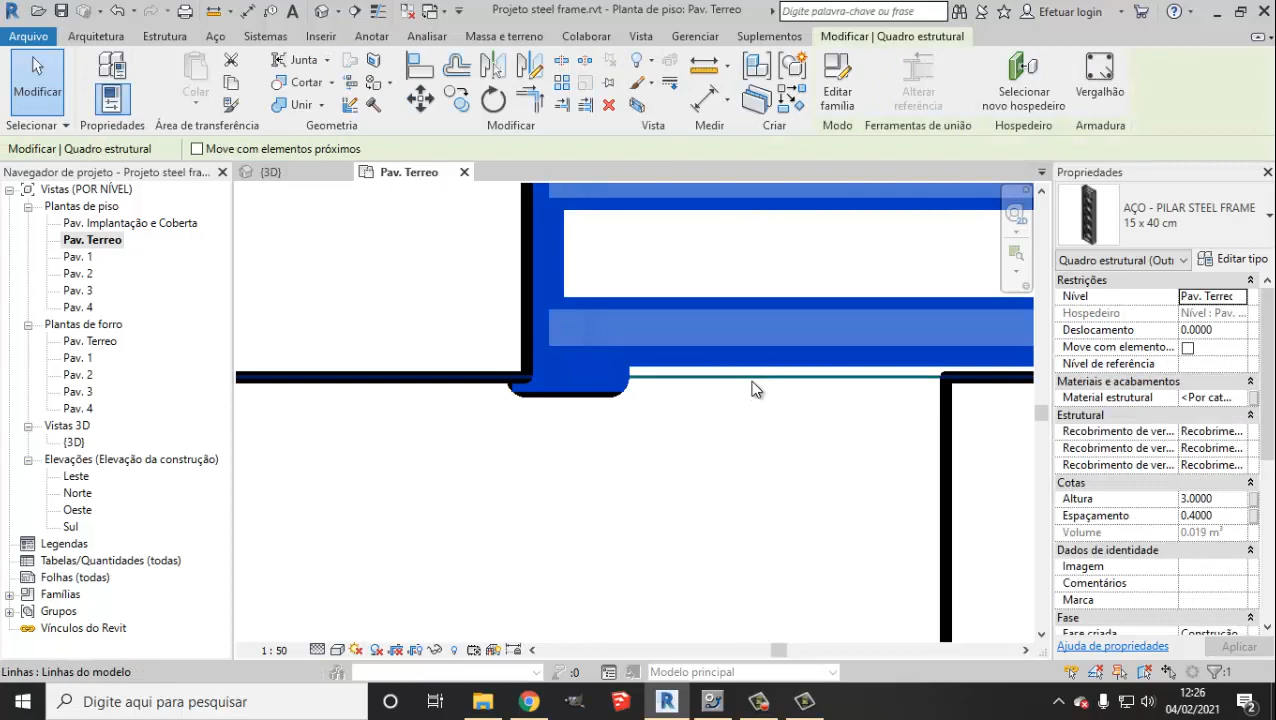 Projeto steel frame.rvt - Planta de piso: Pav. Terreo
Digite palavra-chave ou frase
Efetuar login
Arquivo Arquitetura Estrutura Aço Sistemas Inserir Anotar Analisar Massa e terreno Colaborar Vista Gerenciar Suplementos Modificar | Quadro estrutural
Modificar
Colar
Junta
Cortar
Unir
Editar
família
Alterar
referência
Selecionar
novo hospedeiro
Vergalhão
Selecionar Propriedades Área de transferência Geometria Modificar Vista Medir Criar Modo Ferramentas de união Hospedeiro Armadura
Modificar | Quadro estrutural Move com elementos próximos
Navegador de projeto - Projeto steel fra...
{3D} Pav. Terreo
Vistas (POR NÍVEL)
Plantas de piso
Pav. Implantação e Coberta
Pav. Terreo
Pav. 1
Pav. 2
Pav. 3
Pav. 4
Plantas de forro
Pav. Terreo
Pav. 1
Pav. 2
Pav. 3
Pav. 4
Vistas 3D
{3D}
Elevações (Elevação da construção)
Leste
Norte
Oeste
Sul
Legendas
Tabelas/Quantidades (todas)
Folhas (todas)
Famílias
Grupos
Vínculos do Revit
2D
Propriedades
AÇO - PILAR STEEL FRAME
15 x 40 cm
Quadro estrutural (Outr Editar tipo
Restrições
Nível Pav. Terrec
Hospedeiro Nível : Pav. ...
Deslocamento 0.0000
Move com elemento...
Nível de referência
Materiais e acabamentos
Material estrutural <Por cat...
Estrutural
Recobrimento de ver... Recobrime...
Recobrimento de ver... Recobrime...
Recobrimento de ver... Recobrime...
Cotas
Altura 3.0000
Espaçamento 0.4000
Volume 0.019 m³
Dados de identidade
Imagem
Comentários
Marca
Fase
Fase criada Construção
Ajuda de propriedades Aplicar
1 : 50
Linhas : Linhas do modelo
:0
Modelo principal
:1
Digite aqui para pesquisar
12:26
04/02/2021
2